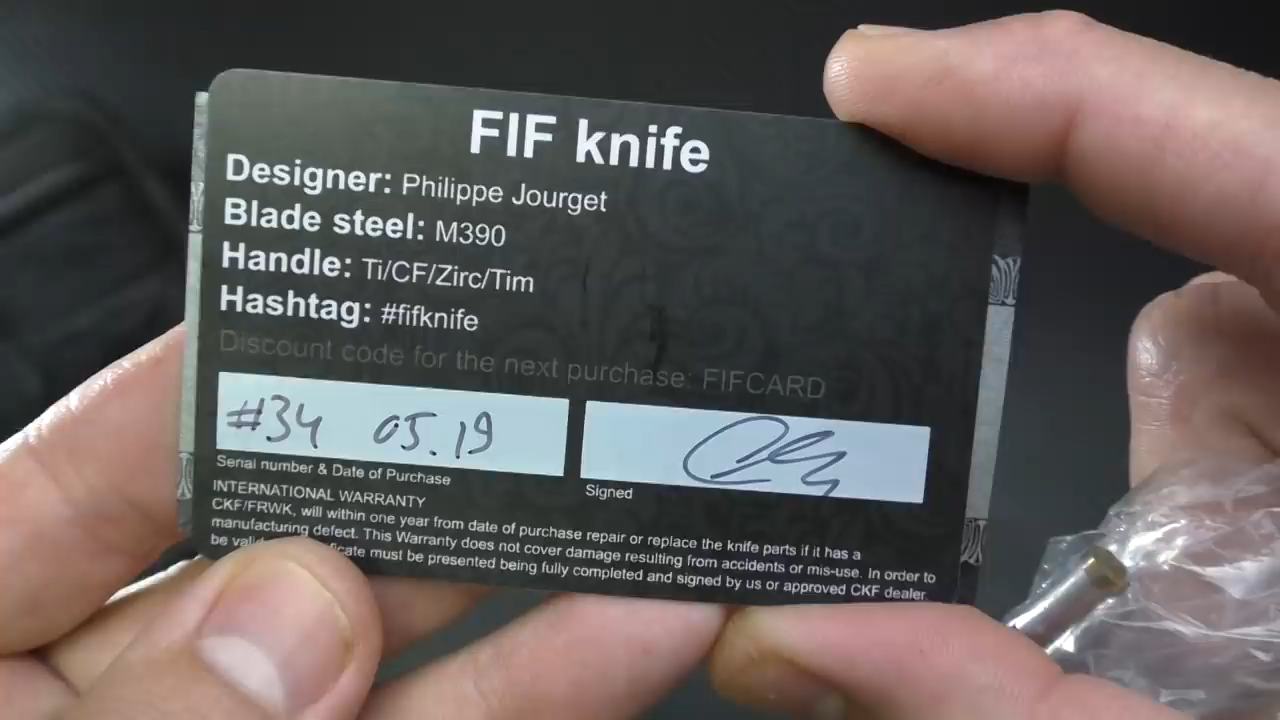 FIF knife
Designer: Philippe Jourget
Blade steel: M390
Handle: Ti/CF/Zirc/Tim
Hashtag: #fifknife
Discount code for the next purchase: FIFCARD
#34 05.19
Serial number & Date of Purchase
Signed
INTERNATIONAL WARRANTY
CKF/FRWK, will within one year from date of purchase repair or replace the knife parts if it has a
manufacturing defect. This Warranty does not cover damage resulting from accidents or mis-use. In order to
be must be presented being fully completed and signed by us or approved CKF dealer.